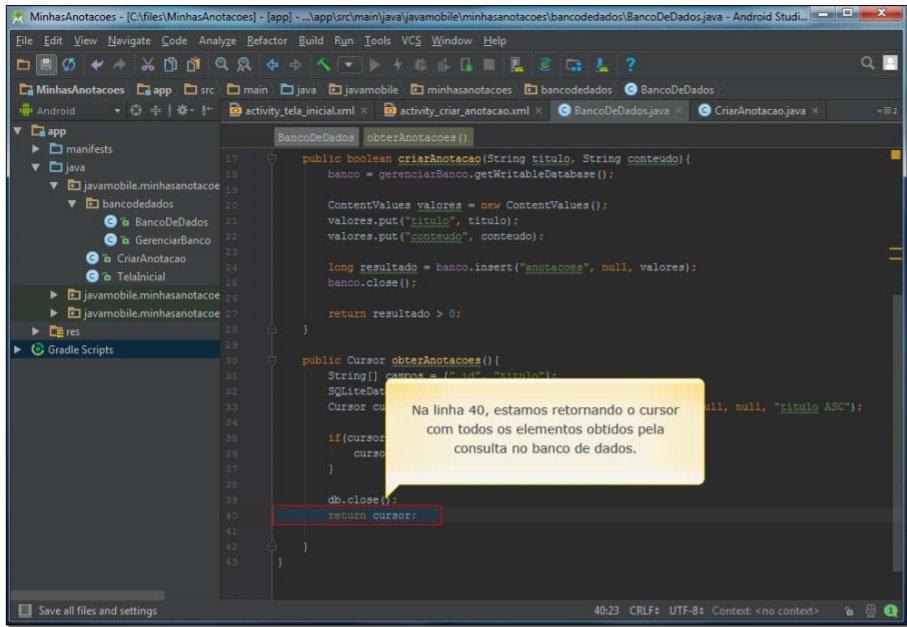 MinhasAnotacoes - [C:\files\MinhasAnotacoes] - [app] - ...\app\src\main\java\javamobile\minhasanotacoes\bancodedados\BancoDeDados.java - Android Studi...
File Edit View Navigate Code Analyze Refactor Build Run Tools VCS Window Help
MinhasAnotacoes app src main java javamobile minhasanotacoes bancodedados BancoDeDados
Android activity_tela_inicial.xml activity_criar_anotacao.xml BancoDeDados.java CriarAnotacao.java
BancoDeDados obterAnotacoes()
app
manifests
java
javamobile.minhasanotacoe
bancodedados
BancoDeDados
GerenciarBanco
CriarAnotacao
TelaInicial
javamobile.minhasanotacoe
javamobile.minhasanotacoe
res
Gradle Scripts
17 public boolean criarAnotacao(String titulo, String conteudo){
18 banco = gerenciarBanco.getWritableDatabase();
19
20 ContentValues valores = new ContentValues();
21 valores.put("titulo", titulo);
22 valores.put("conteudo", conteudo);
23
24 long resultado = banco.insert("anotacoes", null, valores);
25 banco.close();
26
27 return resultado > 0;
28 }
29
30 public Cursor obterAnotacoes(){
31 String[] campos = {"_id", "titulo"};
32 SQLiteDat
33 Cursor cu ull, null, "titulo ASC");
34
35 if(cursor
36 curso
37 }
38
39 db.close();
40 return cursor;
41
42 }
43 }
Na linha 40, estamos retornando o cursor
com todos os elementos obtidos pela
consulta no banco de dados.
Save all files and settings 40:23 CRLF UTF-8 Context: <no context> 1